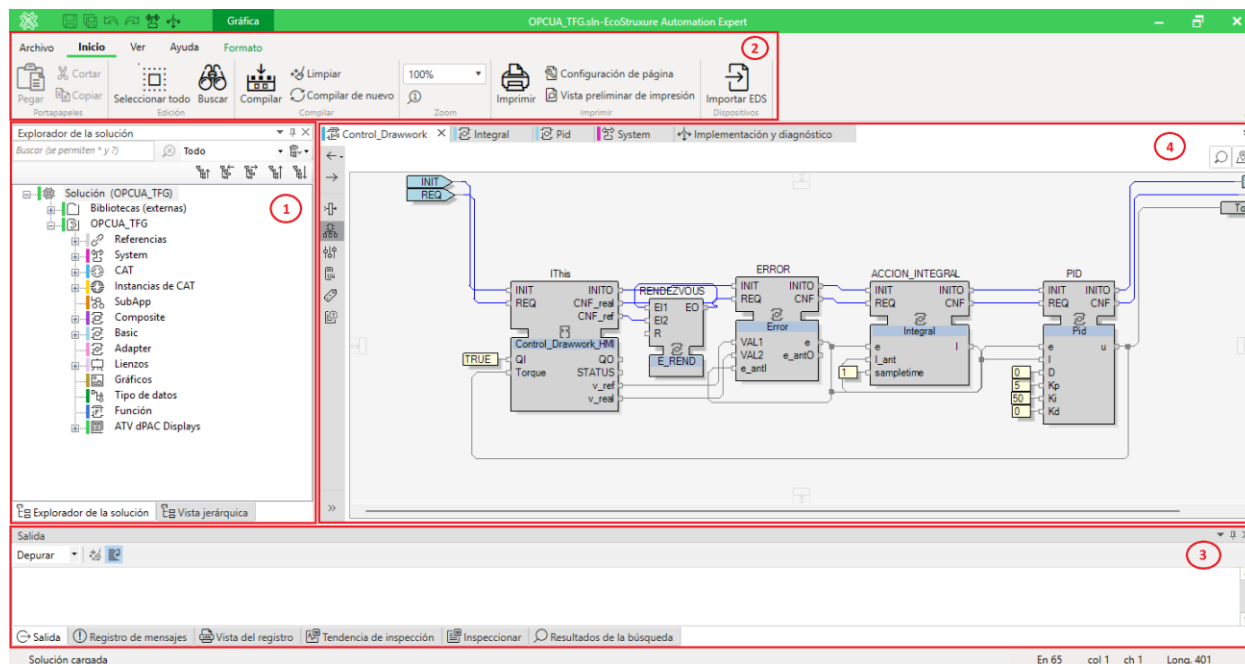 Gráfica
OPCUA_TFG.sln-EcoStruxure Automation Expert
Archivo Inicio Ver Ayuda Formato
2
Pegar
Cortar
Copiar
Portapapeles
Seleccionar todo
Buscar
Edición
Compilar
Limpiar
Compilar de nuevo
Compilar
100%
Zoom
Imprimir
Configuración de página
Vista preliminar de impresión
Imprimir
Importar EDS
Dispositivos
Explorador de la solución
Buscar (se permiten * y ?)
Todo
1
Solución (OPCUA_TFG)
Bibliotecas (externas)
OPCUA_TFG
Referencias
System
CAT
Instancias de CAT
SubApp
Composite
Basic
Adapter
Lienzos
Gráficos
Tipo de datos
Función
ATV dPAC Displays
Explorador de la solución
Vista jerárquica
Control_Drawwork
Integral
Pid
System
Implementación y diagnóstico
4
INIT
REQ
IThis
INIT INITO
REQ CNF_real
CNF_ref
Control_Drawwork_HMI
TRUE
QI QO
Torque STATUS
v_ref
v_real
RENDEZVOUS
EI1 EO
EI2
R
E_REND
ERROR
INIT INITO
REQ CNF
Error
VAL1 e
VAL2 e_antO
e_antI
ACCION_INTEGRAL
INIT INITO
REQ CNF
Integral
e I
I_ant
1 sampletime
PID
INIT INITO
REQ CNF
Pid
e u
I
0 D
5 Kp
50 Ki
0 Kd
Salida
Depurar
3
Salida
Registro de mensajes
Vista del registro
Tendencia de inspección
Inspeccionar
Resultados de la búsqueda
Solución cargada
En 65 col 1 ch 1 Long. 401